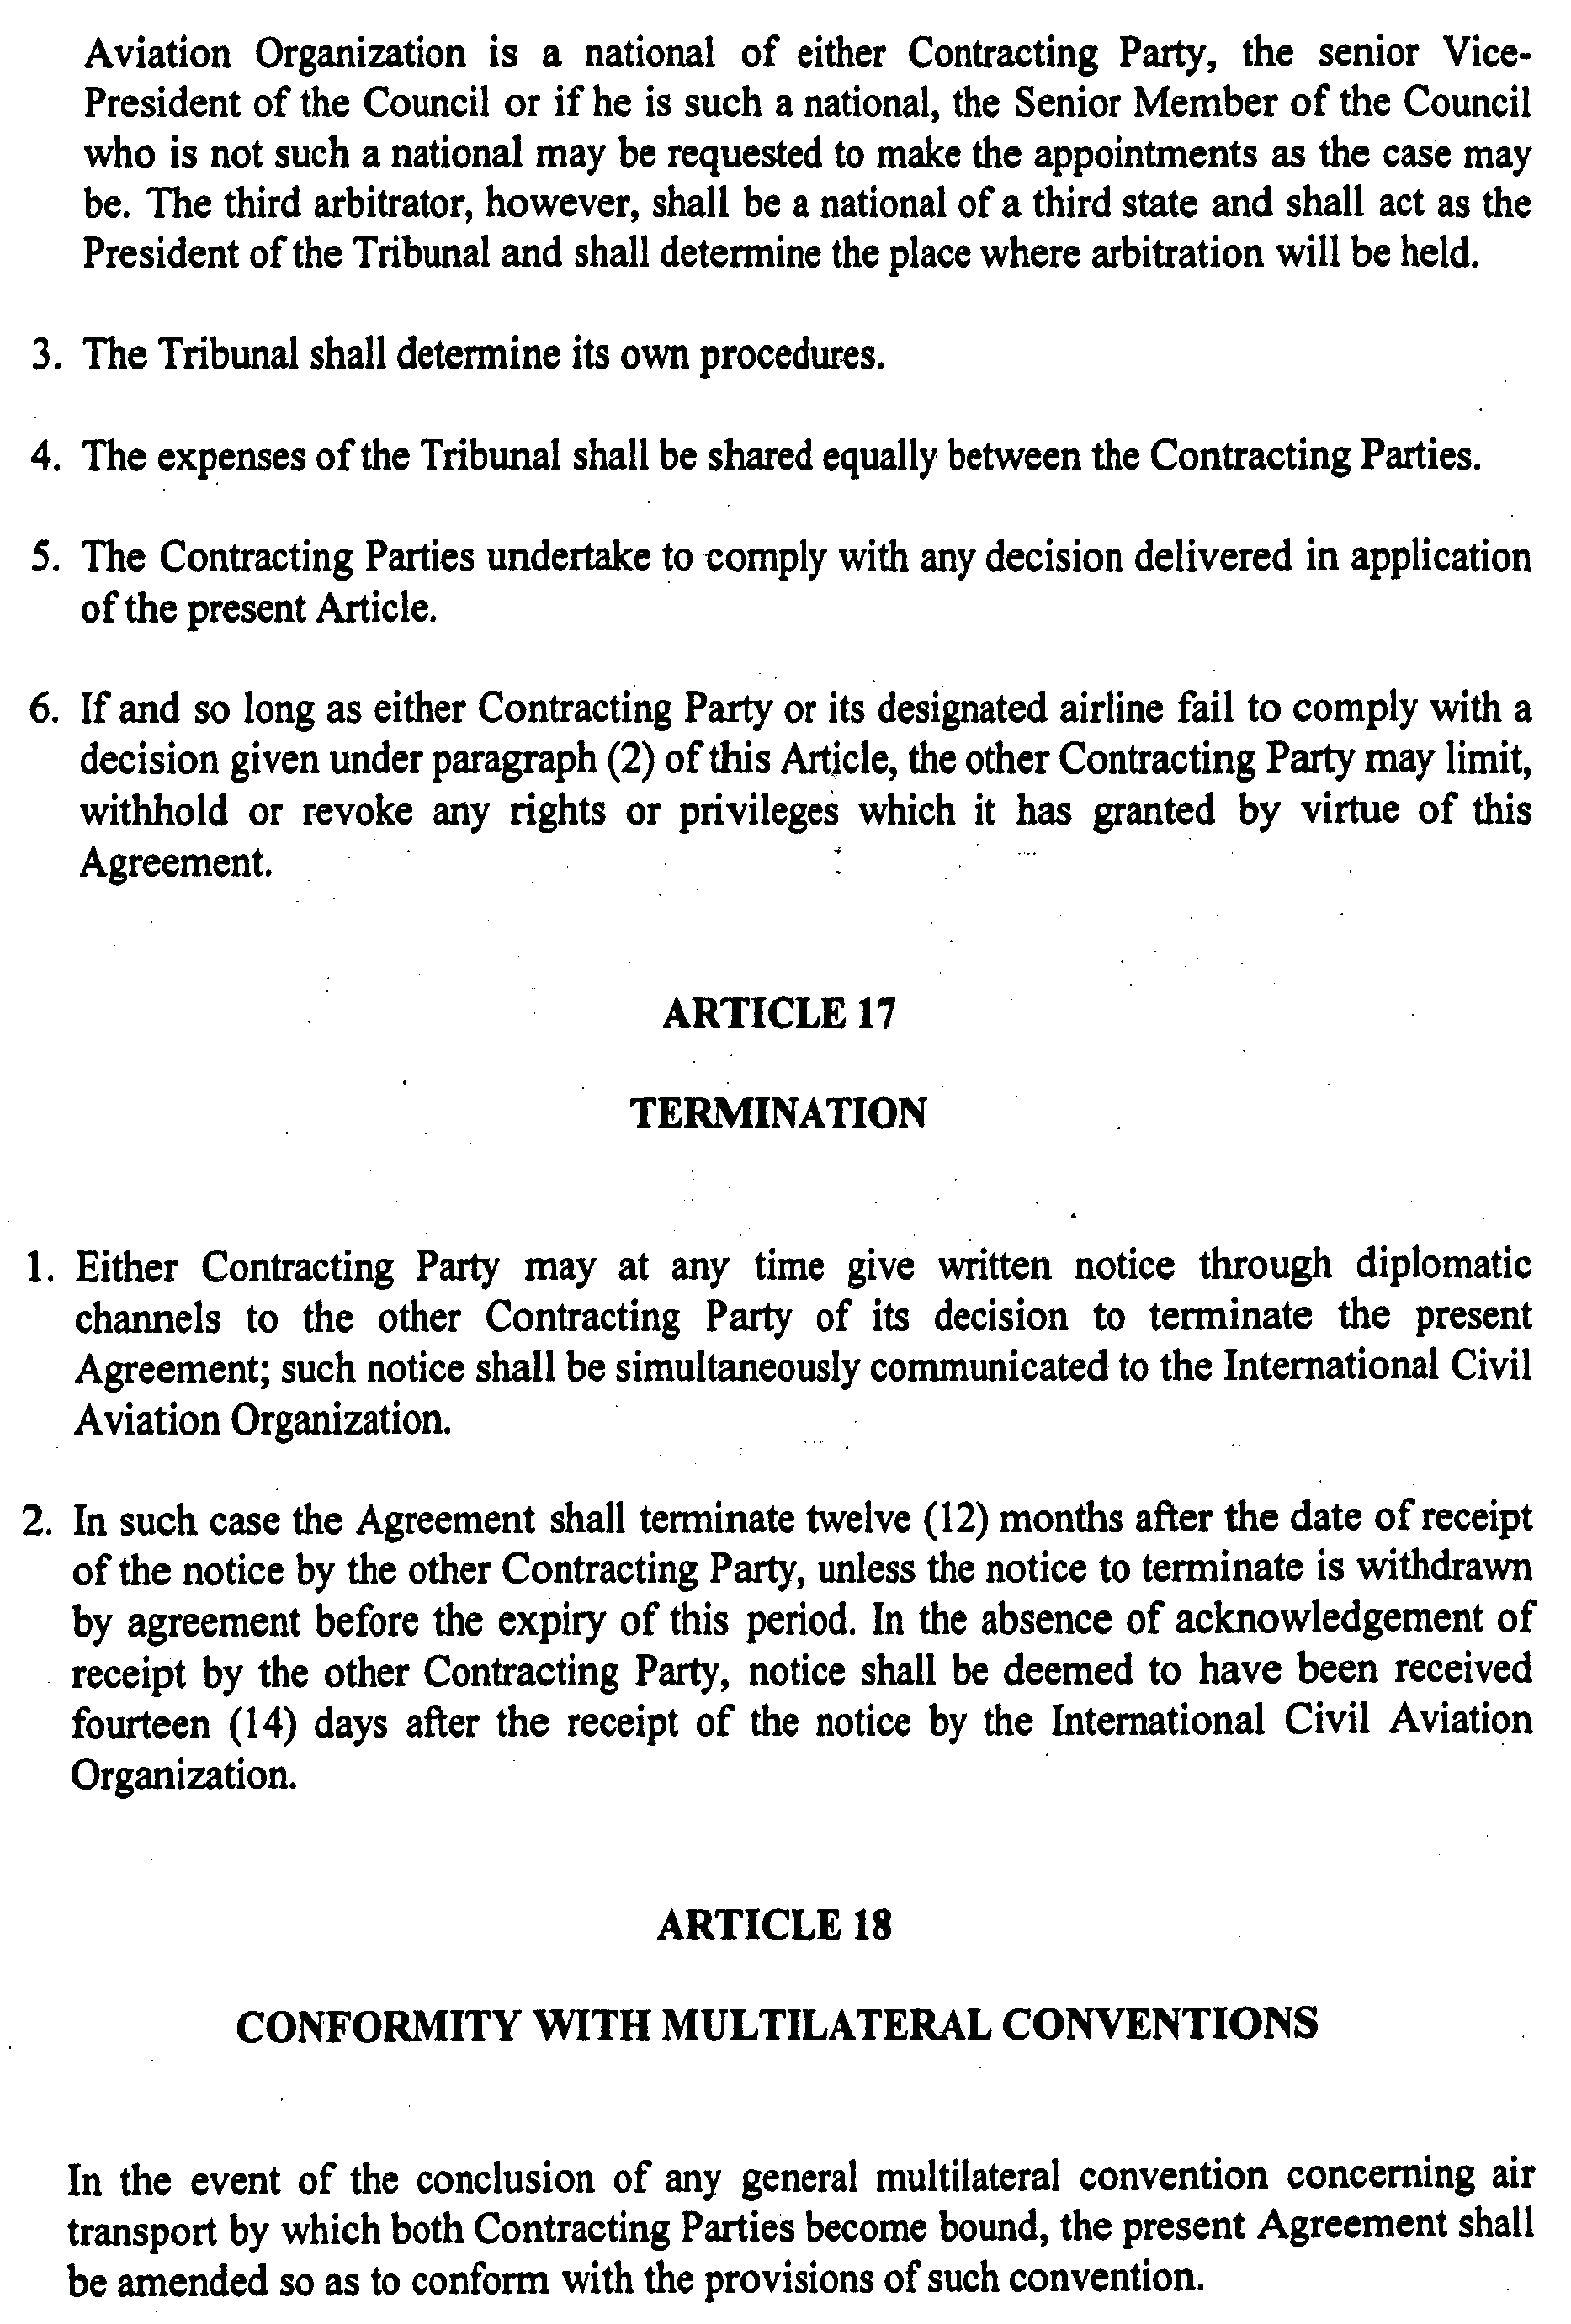 Aviation Organization is a national of either Contracting Party, the senior Vice-
President of the Council or if he is such a national, the Senior Member of the Council
who is not such a national may be requested to make the appointments as the case may
be. The third arbitrator, however, shall be a national of a third state and shall act as the
President of the Tribunal and shall determine the place where arbitration will be held.
3. The Tribunal shall determine its own procedures.
4. The expenses of the Tribunal shall be shared equally between the Contracting Parties.
5. The Contracting Parties undertake to comply with any decision delivered in application
of the present Article.
6. If and so long as either Contracting Party or its designated airline fail to comply with a
decision given under paragraph (2) of this Article, the other Contracting Party may limit,
withhold or revoke any rights or privileges which it has granted by virtue of this
Agreement.
ARTICLE 17
TERMINATION
1. Either Contracting Party may at any time give written notice through diplomatic
channels to the other Contracting Party of its decision to terminate the present
Agreement; such notice shall be simultaneously communicated to the International Civil
Aviation Organization.
2. In such case the Agreement shall terminate twelve (12) months after the date of receipt
of the notice by the other Contracting Party, unless the notice to terminate is withdrawn
by agreement before the expiry of this period. In the absence of acknowledgement of
receipt by the other Contracting Party, notice shall be deemed to have been received
fourteen (14) days after the receipt of the notice by the International Civil Aviation
Organization.
ARTICLE 18
CONFORMITY WITH MULTILATERAL CONVENTIONS
In the event of the conclusion of any general multilateral convention concerning air
transport by which both Contracting Parties become bound, the present Agreement shall
be amended so as to conform with the provisions of such convention.